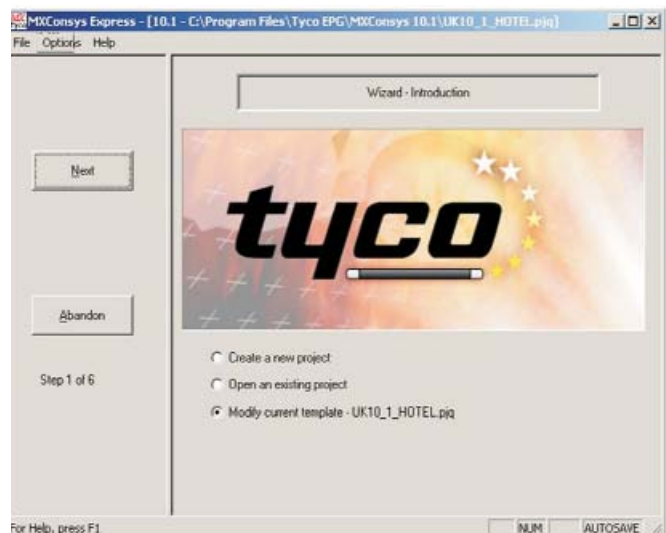 MXConsys Express - [10.1 - C:\Program Files\Tyco EPG\MXConsys 10.1\UK10_1_HOTEL.pjq]
File Options Help
Wizard - Introduction
Next
tyco
Abandon
Step 1 of 6
Create a new project
Open an existing project
Modify current template - UK10_1_HOTEL.pjq
For Help, press F1
NUM
AUTOSAVE